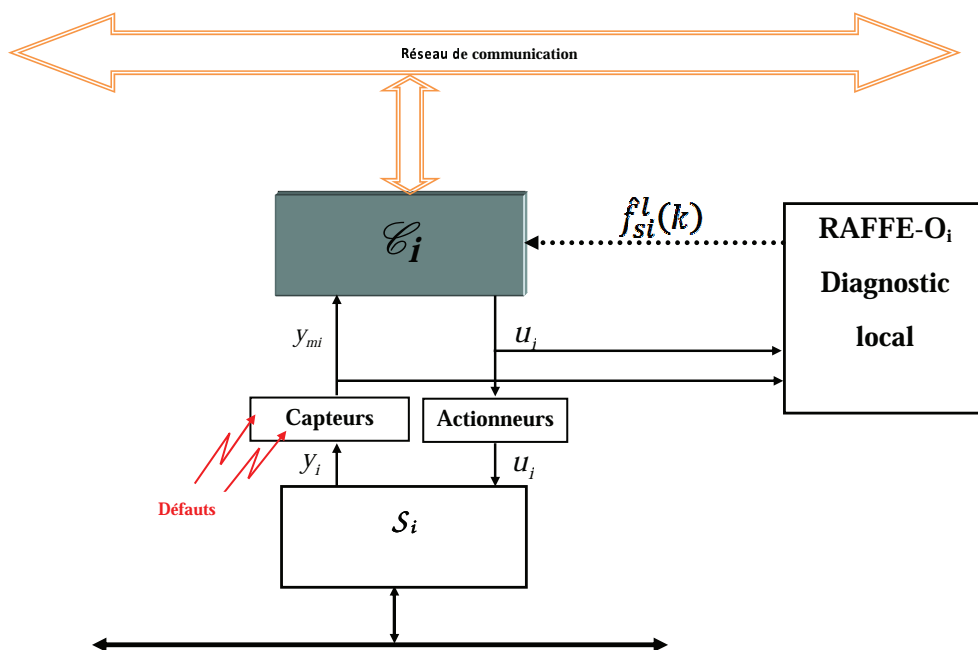 Réseau de communication
𝒞i
f̂ˡsi(k)
RAFFE-Oi
Diagnostic
local
ymi
ui
Capteurs
Actionneurs
yi
ui
Défauts
𝒮i